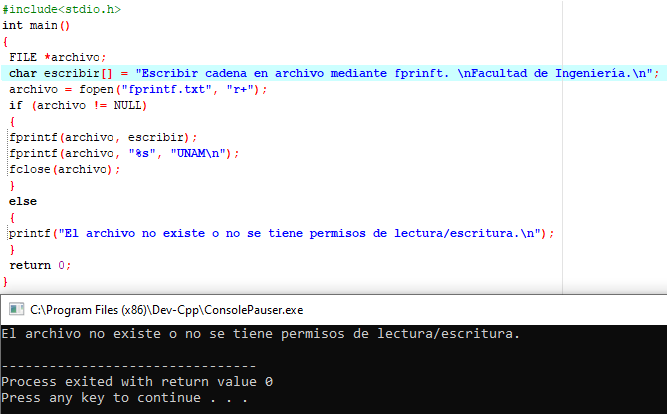 #include<stdio.h>
int main()
{
FILE *archivo;
char escribir[] = "Escribir cadena en archivo mediante fprinft. \nFacultad de Ingeniería.\n";
archivo = fopen("fprintf.txt", "r+");
if (archivo != NULL)
{
fprintf(archivo, escribir);
fprintf(archivo, "%s", "UNAM\n");
fclose(archivo);
}
else
{
printf("El archivo no existe o no se tiene permisos de lectura/escritura.\n");
}
return 0;
}
C:\Program Files (x86)\Dev-Cpp\ConsolePauser.exe
El archivo no existe o no se tiene permisos de lectura/escritura.
--------------------------------
Process exited with return value 0
Press any key to continue . . .